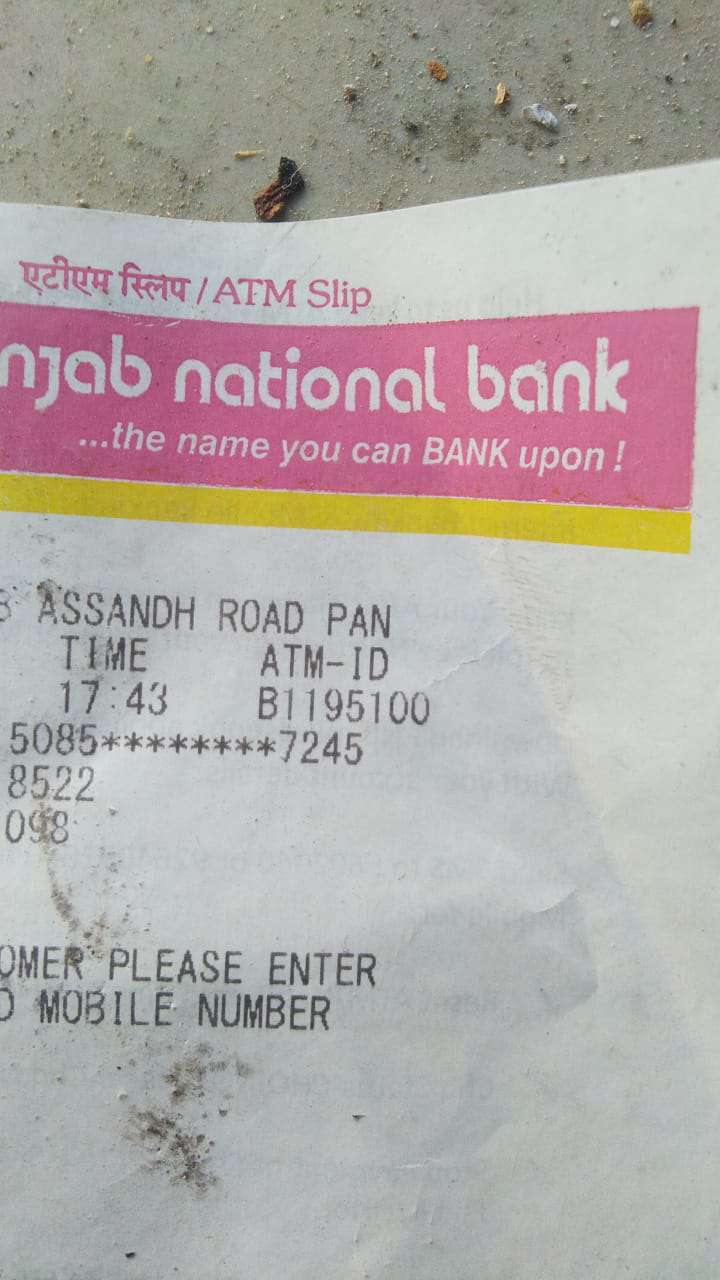 एटीएम स्लिप / ATM Slip
njab national bank
...the name you can BANK upon !
ASSANDH ROAD PAN
TIME ATM-ID
17:43 B1195100
5085********7245
8522
098
OMER PLEASE ENTER
MOBILE NUMBER